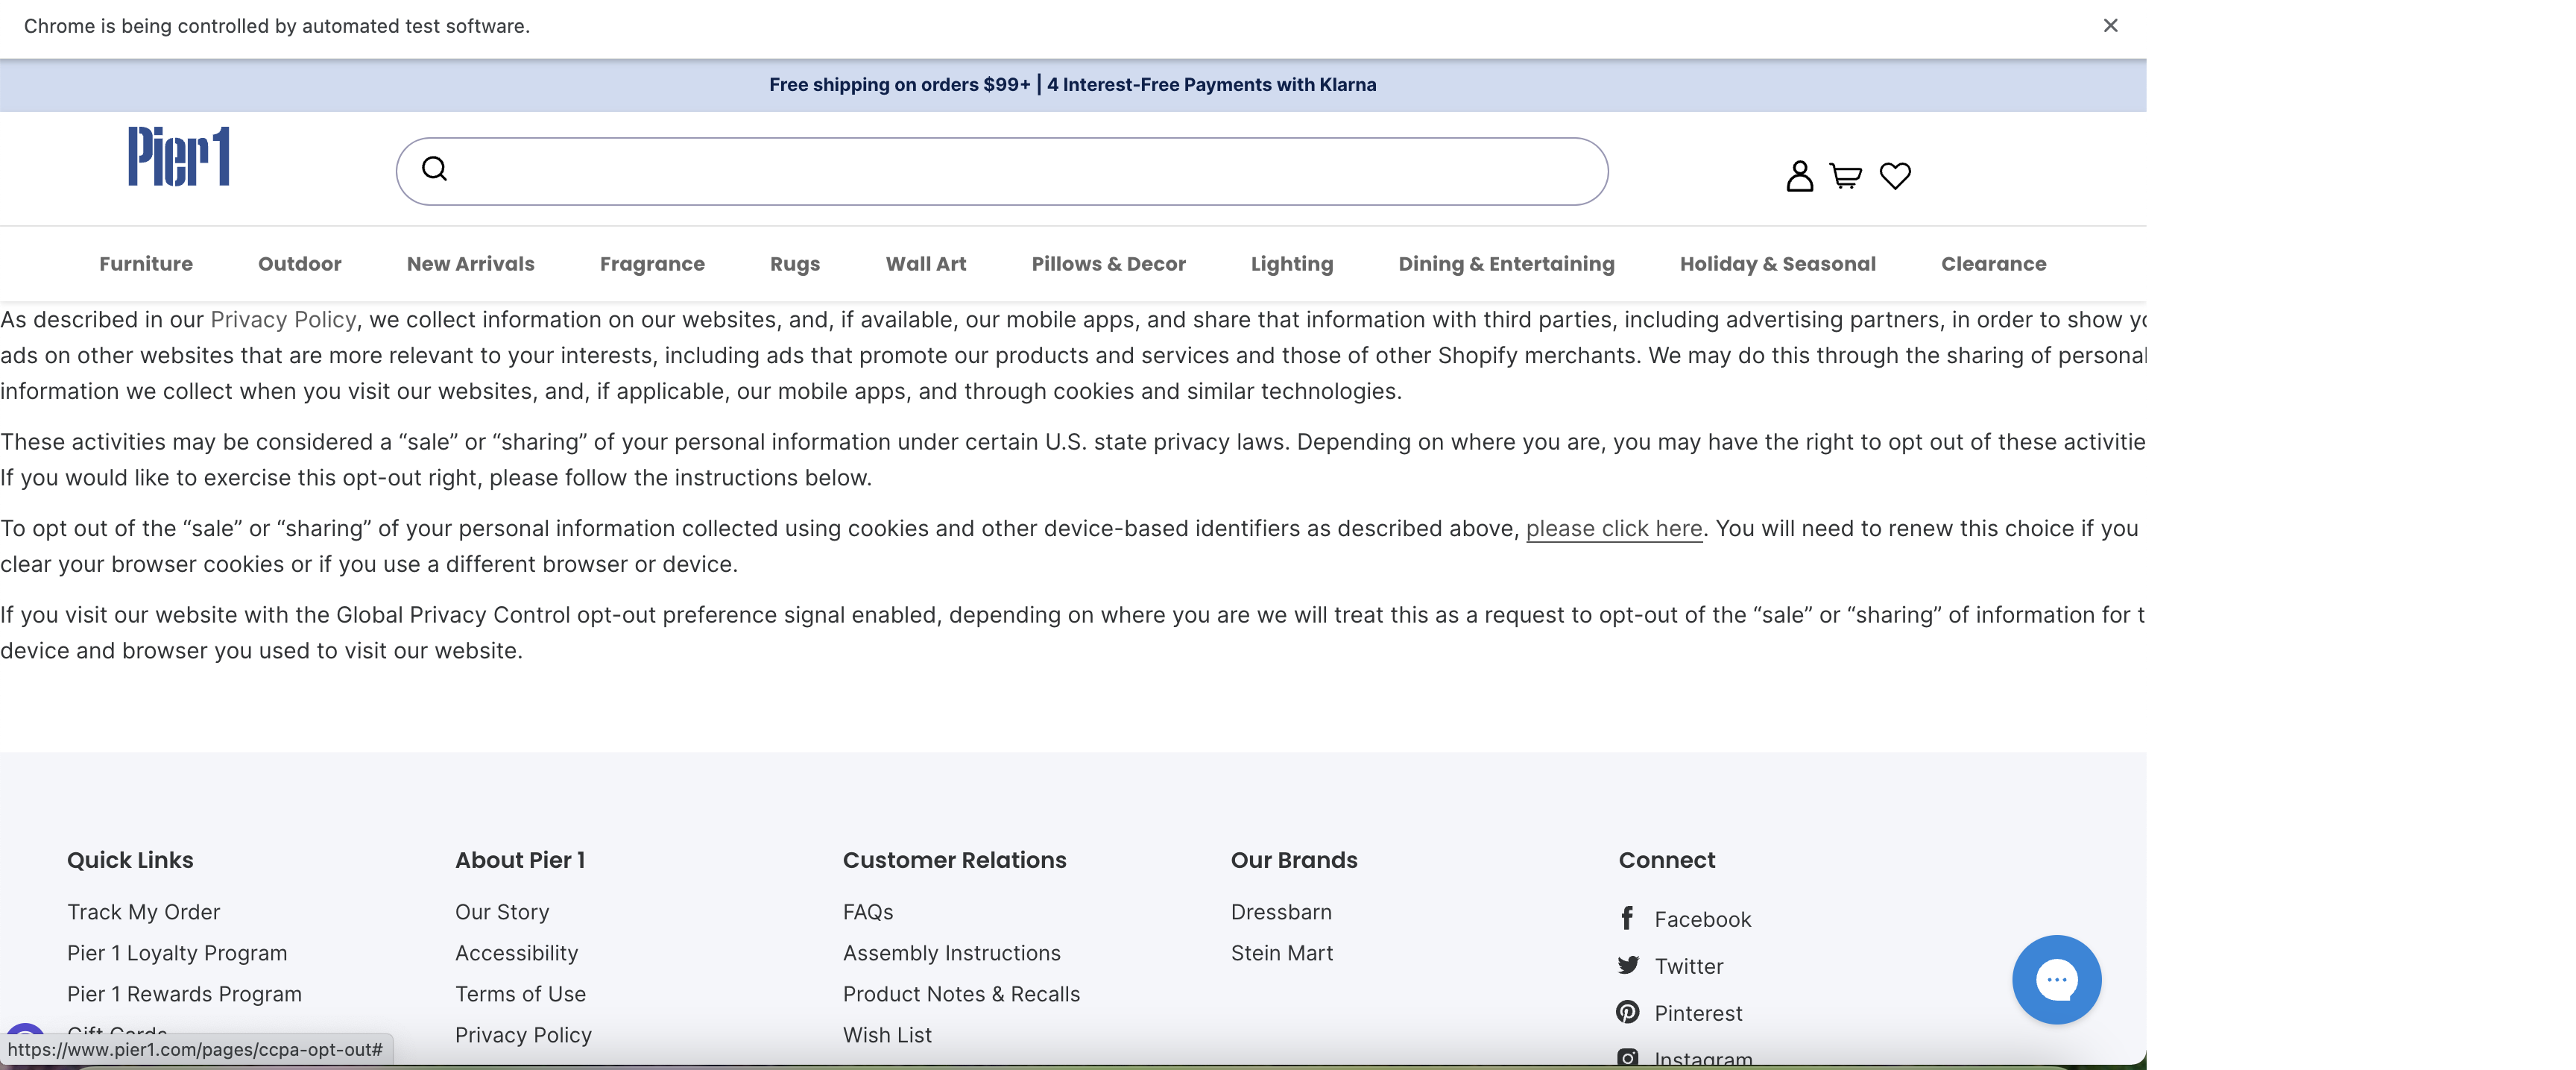 Chrome is being controlled by automated test software.
Free shipping on orders $99+ | 4 Interest-Free Payments with Klarna
Pier1
Furniture Outdoor New Arrivals Fragrance Rugs Wall Art Pillows & Decor Lighting Dining & Entertaining Holiday & Seasonal Clearance
As described in our Privacy Policy, we collect information on our websites, and, if available, our mobile apps, and share that information with third parties, including advertising partners, in order to show
ads on other websites that are more relevant to your interests, including ads that promote our products and services and those of other Shopify merchants. We may do this through the sharing of personal
information we collect when you visit our websites, and, if applicable, our mobile apps, and through cookies and similar technologies.
These activities may be considered a “sale” or “sharing” of your personal information under certain U.S. state privacy laws. Depending on where you are, you may have the right to opt out of these activitie
If you would like to exercise this opt-out right, please follow the instructions below.
To opt out of the “sale” or “sharing” of your personal information collected using cookies and other device-based identifiers as described above, please click here. You will need to renew this choice if you
clear your browser cookies or if you use a different browser or device.
If you visit our website with the Global Privacy Control opt-out preference signal enabled, depending on where you are we will treat this as a request to opt-out of the “sale” or “sharing” of information for t
device and browser you used to visit our website.
Quick Links
Track My Order
Pier 1 Loyalty Program
Pier 1 Rewards Program
Gift Cards
About Pier 1
Our Story
Accessibility
Terms of Use
Privacy Policy
Customer Relations
FAQs
Assembly Instructions
Product Notes & Recalls
Wish List
Our Brands
Dressbarn
Stein Mart
Connect
Facebook
Twitter
Pinterest
Instagram
https://www.pier1.com/pages/ccpa-opt-out#